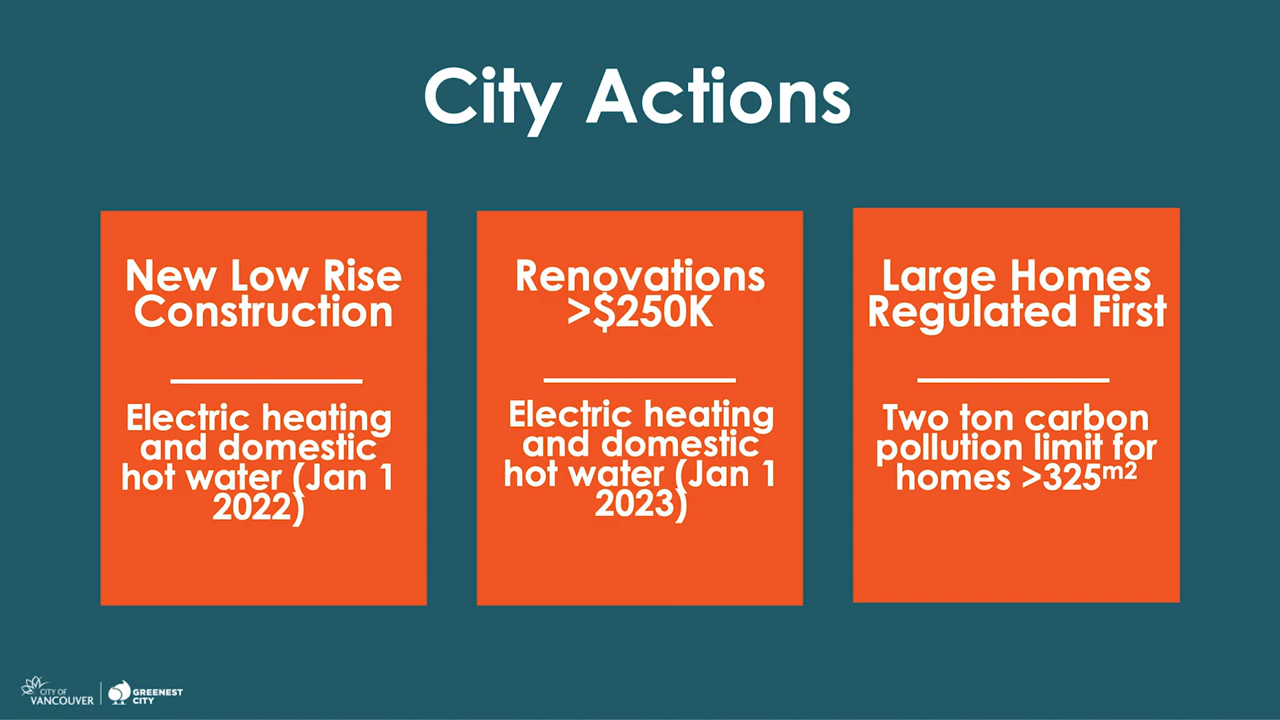 City Actions
New Low Rise
Construction
Electric heating
and domestic
hot water (Jan 1
2022)
Renovations
>$250K
Electric heating
and domestic
hot water (Jan 1
2023)
Large Homes
Regulated First
Two ton carbon
pollution limit for
homes >325m2
CITY OF
VANCOUVER
GREENEST
CITY